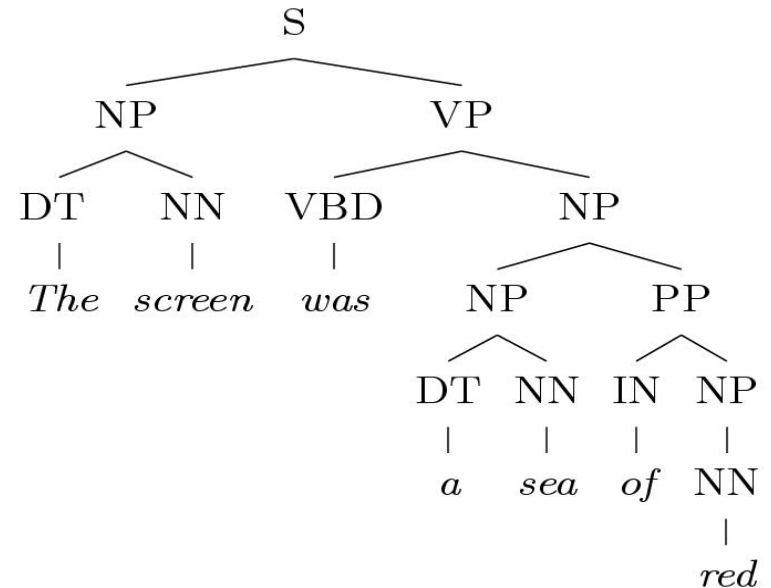 S
NP VP
DT NN VBD NP
The screen was NP PP
DT NN IN NP
a sea of NN
red